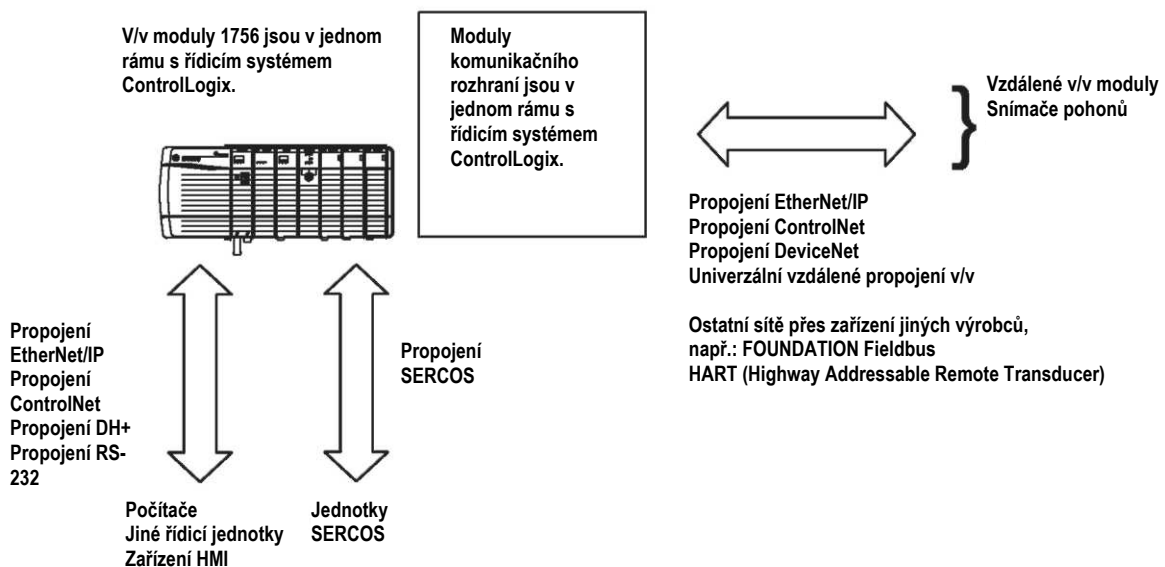 V/v moduly 1756 jsou v jednom
rámu s řídicím systémem
ControlLogix.
Moduly
komunikačního
rozhraní jsou v
jednom rámu s
řídicím systémem
ControlLogix.
Vzdálené v/v moduly
Snímače pohonů
Propojení EtherNet/IP
Propojení ControlNet
Propojení DeviceNet
Univerzální vzdálené propojení v/v
Ostatní sítě přes zařízení jiných výrobců,
např.: FOUNDATION Fieldbus
HART (Highway Addressable Remote Transducer)
Propojení
EtherNet/IP
Propojení
ControlNet
Propojení DH+
Propojení RS-
232
Propojení
SERCOS
Počítače
Jiné řídicí jednotky
Zařízení HMI
Jednotky
SERCOS